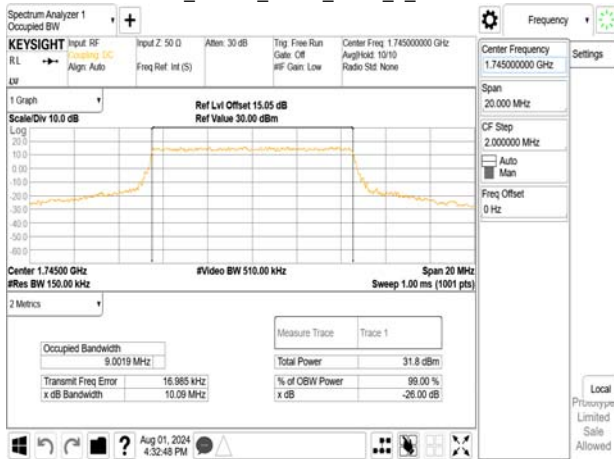 Spectrum Analyzer 1
Occupied BW
Frequency
KEYSIGHT Input: RF Input Z: 50 Ω Atten: 30 dB Trig: Free Run Center Freq: 1.745000000 GHz
RL Coupling: DC Gate: Off Avg|Hold: 10/10
Align: Auto Freq Ref: Int (S) #IF Gain: Low Radio Std: None
LW
Center Frequency
1.745000000 GHz
Settings
Span
20.000 MHz
CF Step
2.000000 MHz
Auto
Man
Freq Offset
0 Hz
1 Graph
Ref Lvl Offset 15.05 dB
Scale/Div 10.0 dB Ref Value 30.00 dBm
Log
20.0
10.0
0.00
-10.0
-20.0
-30.0
-40.0
-50.0
-60.0
Center 1.74500 GHz #Video BW 510.00 kHz Span 20 MHz
#Res BW 150.00 kHz Sweep 1.00 ms (1001 pts)
2 Metrics
Measure Trace Trace 1
Occupied Bandwidth
9.0019 MHz Total Power 31.8 dBm
Transmit Freq Error 16.985 kHz % of OBW Power 99.00 %
x dB Bandwidth 10.09 MHz x dB -26.00 dB
Local
Prototype
Limited
Sale
Allowed
Aug 01, 2024
4:32:48 PM